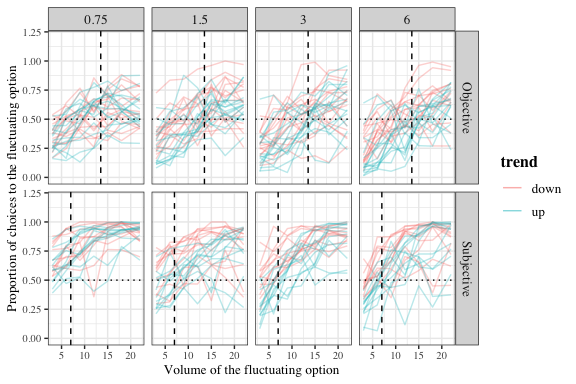 0.75 1.5 3 6
Proportion of choices to the fluctuating option
1.25
1.00
0.75
0.50
0.25
0.00
Objective
1.25
1.00
0.75
0.50
0.25
0.00
Subjective
5 10 15 20 5 10 15 20 5 10 15 20 5 10 15 20
Volume of the fluctuating option
trend
down
up